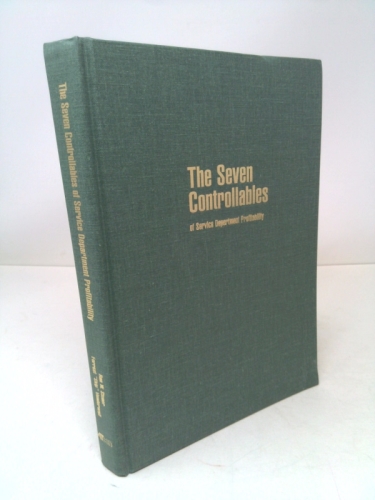 The Seven
Controllables
of Service Department Profitability
The Seven Controllables of Service Department Profitability